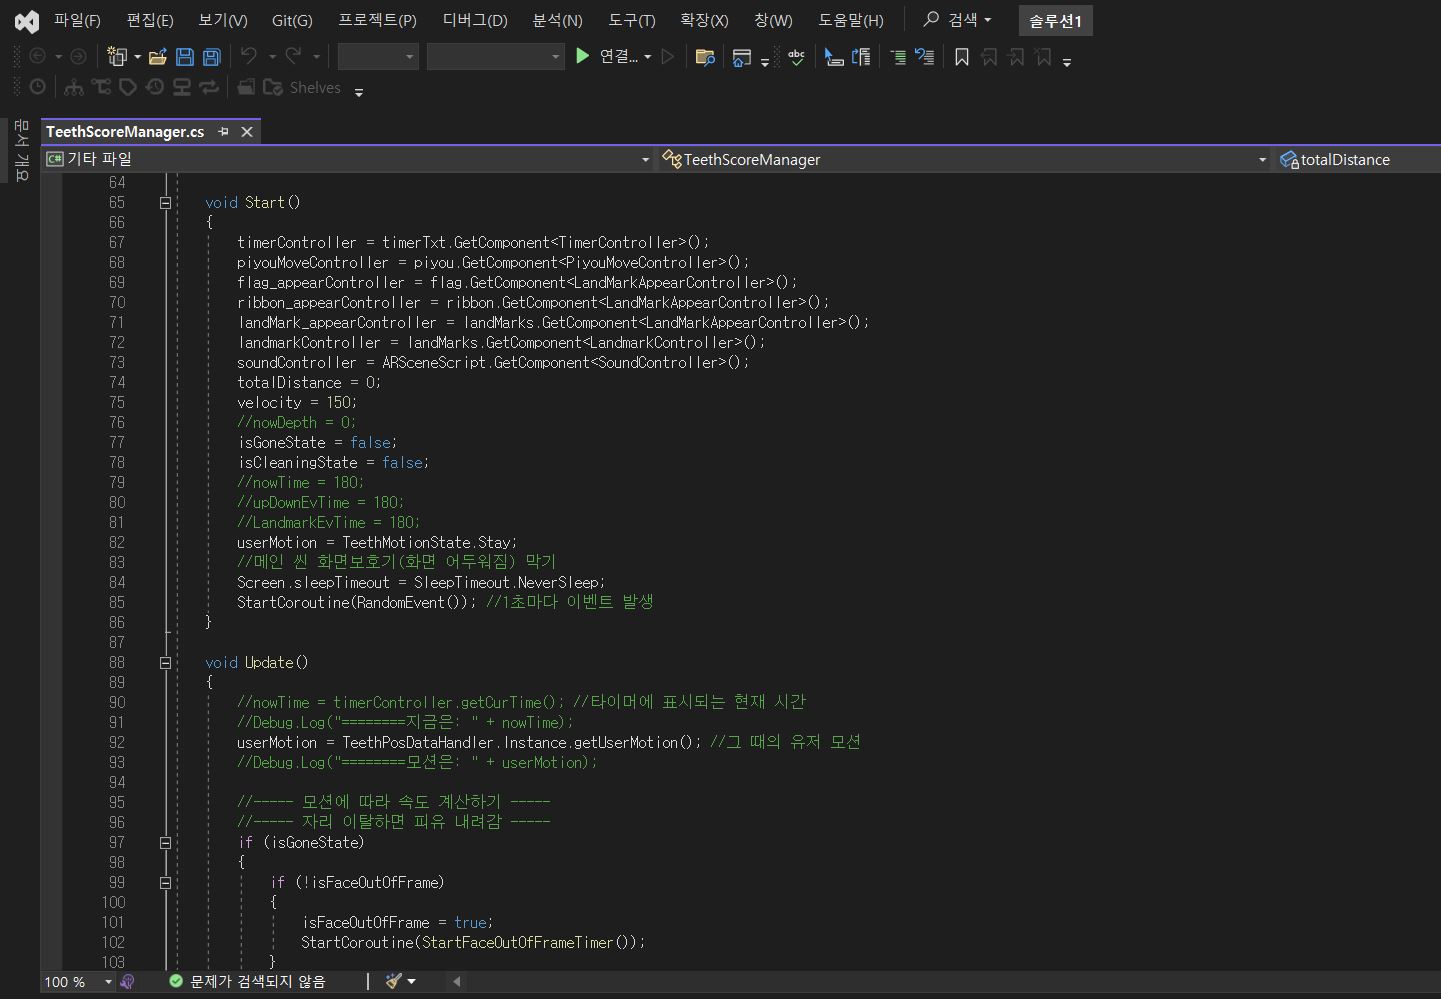 파일(F) 편집(E) 보기(V) Git(G) 프로젝트(P) 디버그(D) 분석(N) 도구(T) 확장(X) 창(W) 도움말(H) 검색 솔루션1
연결... abc
Shelves
문서 개요
TeethScoreManager.cs
C# 기타 파일 TeethScoreManager totalDistance
64
65 void Start()
66 {
67 timerController = timerTxt.GetComponent<TimerController>();
68 piyouMoveController = piyou.GetComponent<PiyouMoveController>();
69 flag_appearController = flag.GetComponent<LandMarkAppearController>();
70 ribbon_appearController = ribbon.GetComponent<LandMarkAppearController>();
71 landMark_appearController = landMarks.GetComponent<LandMarkAppearController>();
72 landmarkController = landMarks.GetComponent<LandmarkController>();
73 soundController = ARSceneScript.GetComponent<SoundController>();
74 totalDistance = 0;
75 velocity = 150;
76 //nowDepth = 0;
77 isGoneState = false;
78 isCleaningState = false;
79 //nowTime = 180;
80 //upDownEvTime = 180;
81 //LandmarkEvTime = 180;
82 userMotion = TeethMotionState.Stay;
83 //메인 씬 화면보호기(화면 어두워짐) 막기
84 Screen.sleepTimeout = SleepTimeout.NeverSleep;
85 StartCoroutine(RandomEvent()); //1초마다 이벤트 발생
86 }
87
88 void Update()
89 {
90 //nowTime = timerController.getCurTime(); //타이머에 표시되는 현재 시간
91 //Debug.Log("========지금은: " + nowTime);
92 userMotion = TeethPosDataHandler.Instance.getUserMotion(); //그 때의 유저 모션
93 //Debug.Log("========모션은: " + userMotion);
94
95 //----- 모션에 따라 속도 계산하기 -----
96 //----- 자리 이탈하면 피유 내려감 -----
97 if (isGoneState)
98 {
99 if (!isFaceOutOfFrame)
100 {
101 isFaceOutOfFrame = true;
102 StartCoroutine(StartFaceOutOfFrameTimer());
103 }
100 % 문제가 검색되지 않음